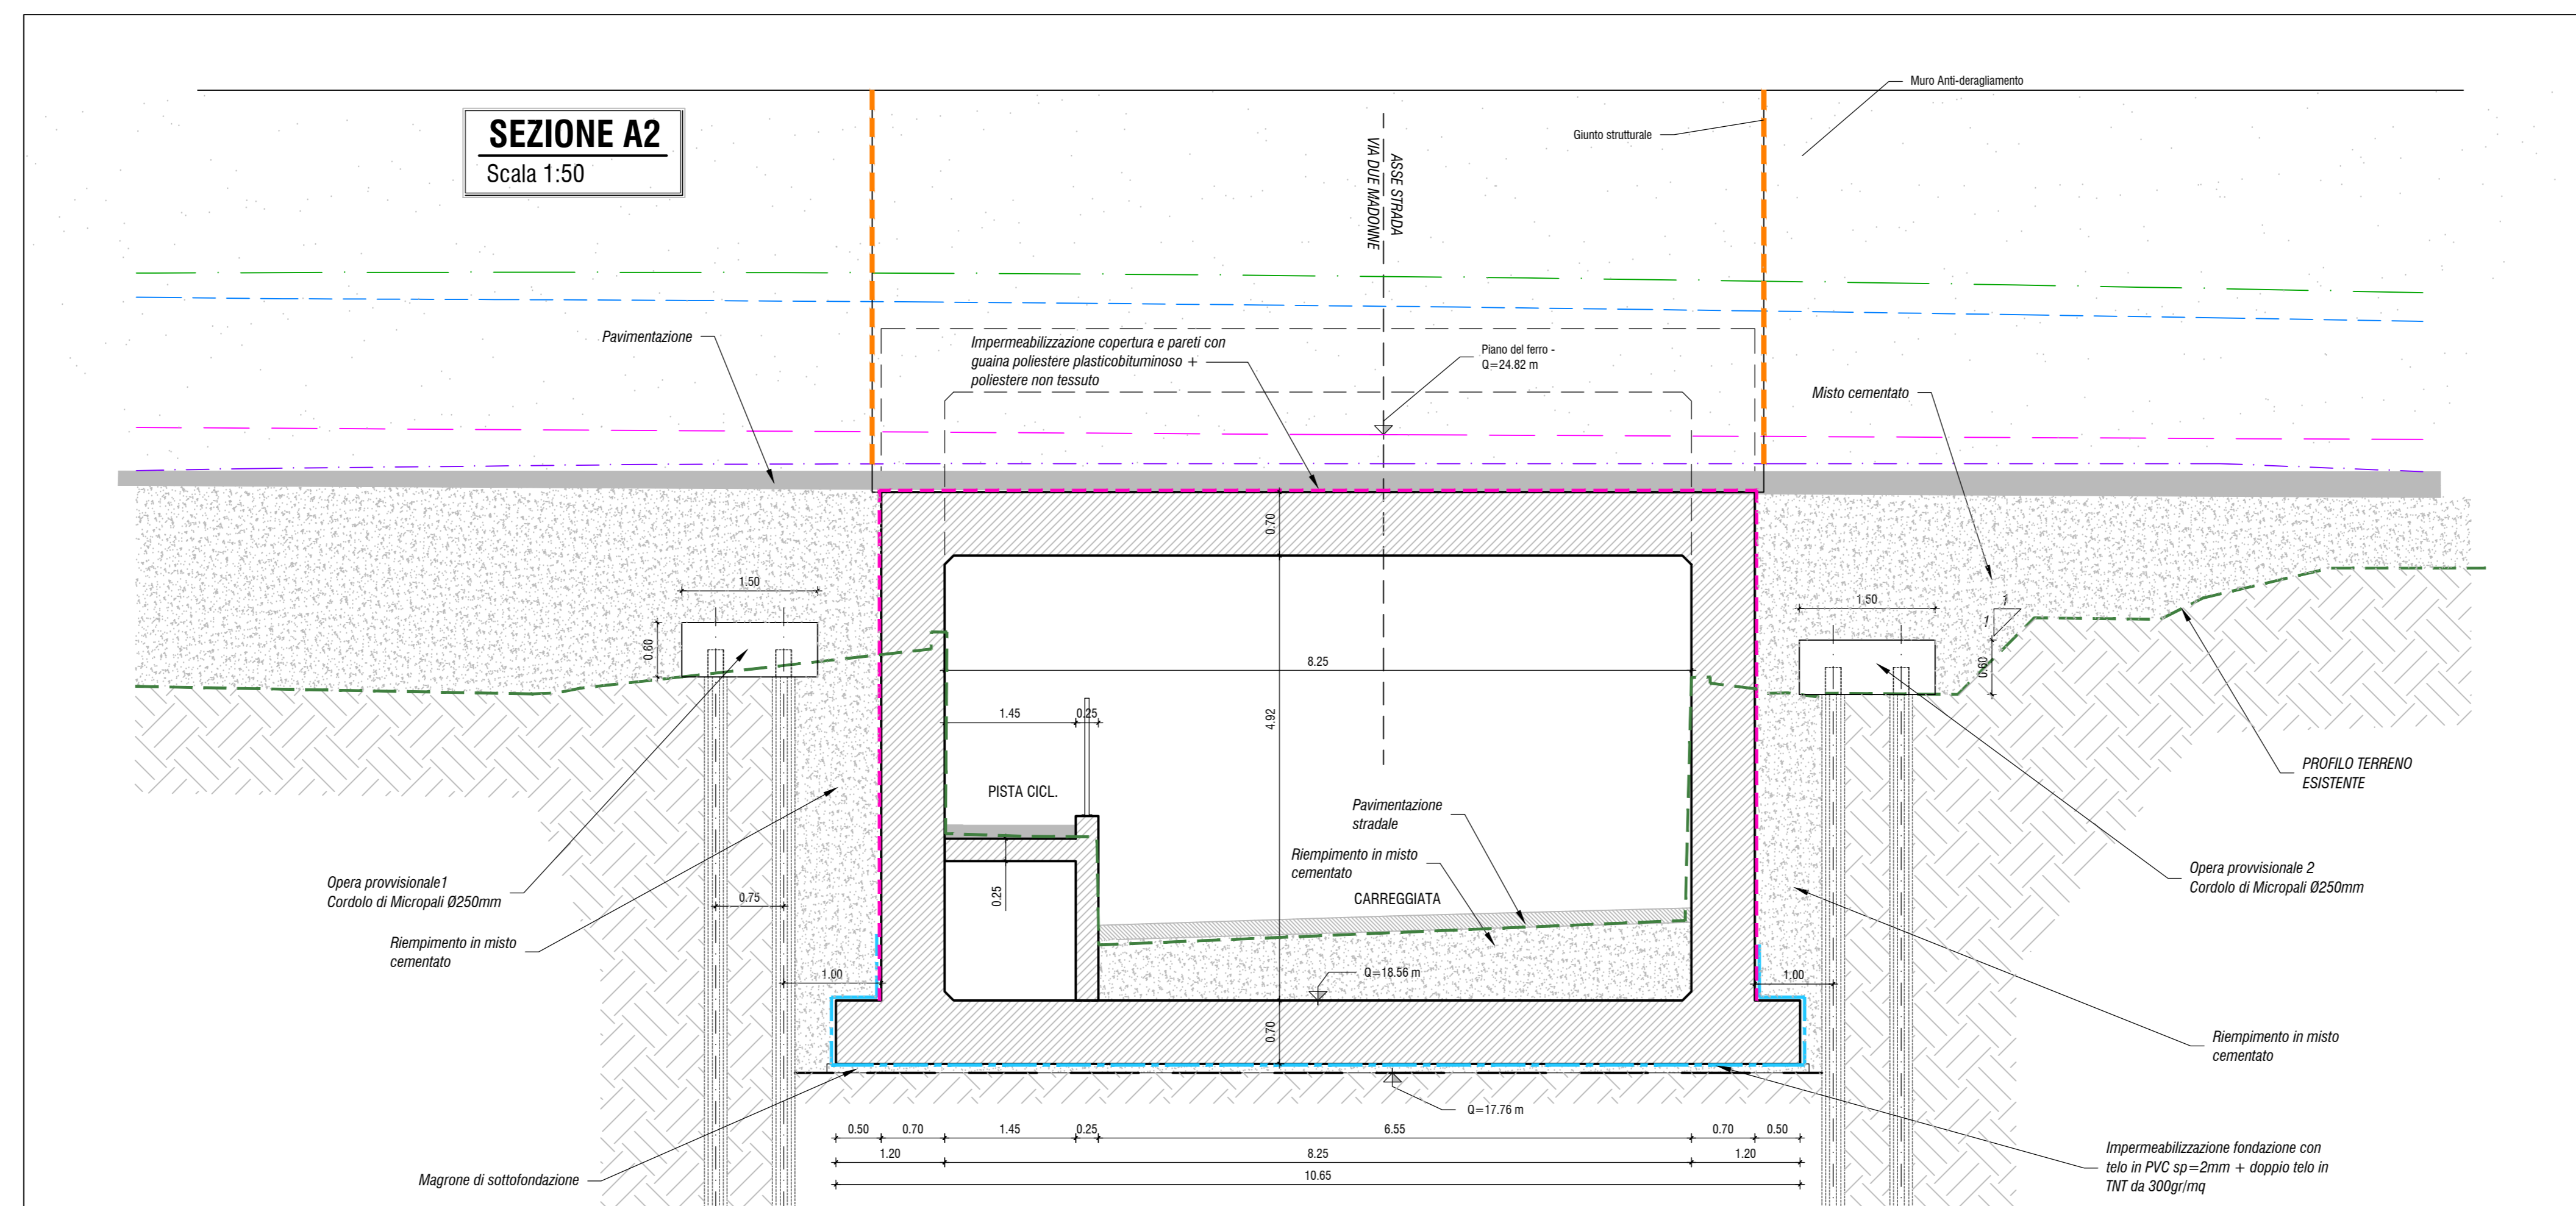 Muro Anti-deragliamento
SEZIONE A2
Scala 1:50
Giunto strutturale
ASSE STRADA
VIA DUE MADONNE
Pavimentazione
Impermeabilizzazione copertura e pareti con
guaina poliestere plasticobituminoso +
poliestere non tessuto
Piano del ferro -
Q=24.82 m
Misto cementato
0.70
1.50
0.60
1.50
1
1
0.60
8.25
1.45
0.25
4.92
PISTA CICL.
PROFILO TERRENO
ESISTENTE
Pavimentazione
stradale
Riempimento in misto
cementato
CARREGGIATA
Opera provvisionale1
Cordolo di Micropali Ø250mm
0.75
0.25
Opera provvisionale 2
Cordolo di Micropali Ø250mm
Riempimento in misto
cementato
1.00
Q=18.56 m
1.00
0.70
Riempimento in misto
cementato
Q=17.76 m
0.50
0.70
1.45
0.25
6.55
0.70
0.50
1.20
8.25
1.20
10.65
Magrone di sottofondazione
Impermeabilizzazione fondazione con
telo in PVC sp=2mm + doppio telo in
TNT da 300gr/mq